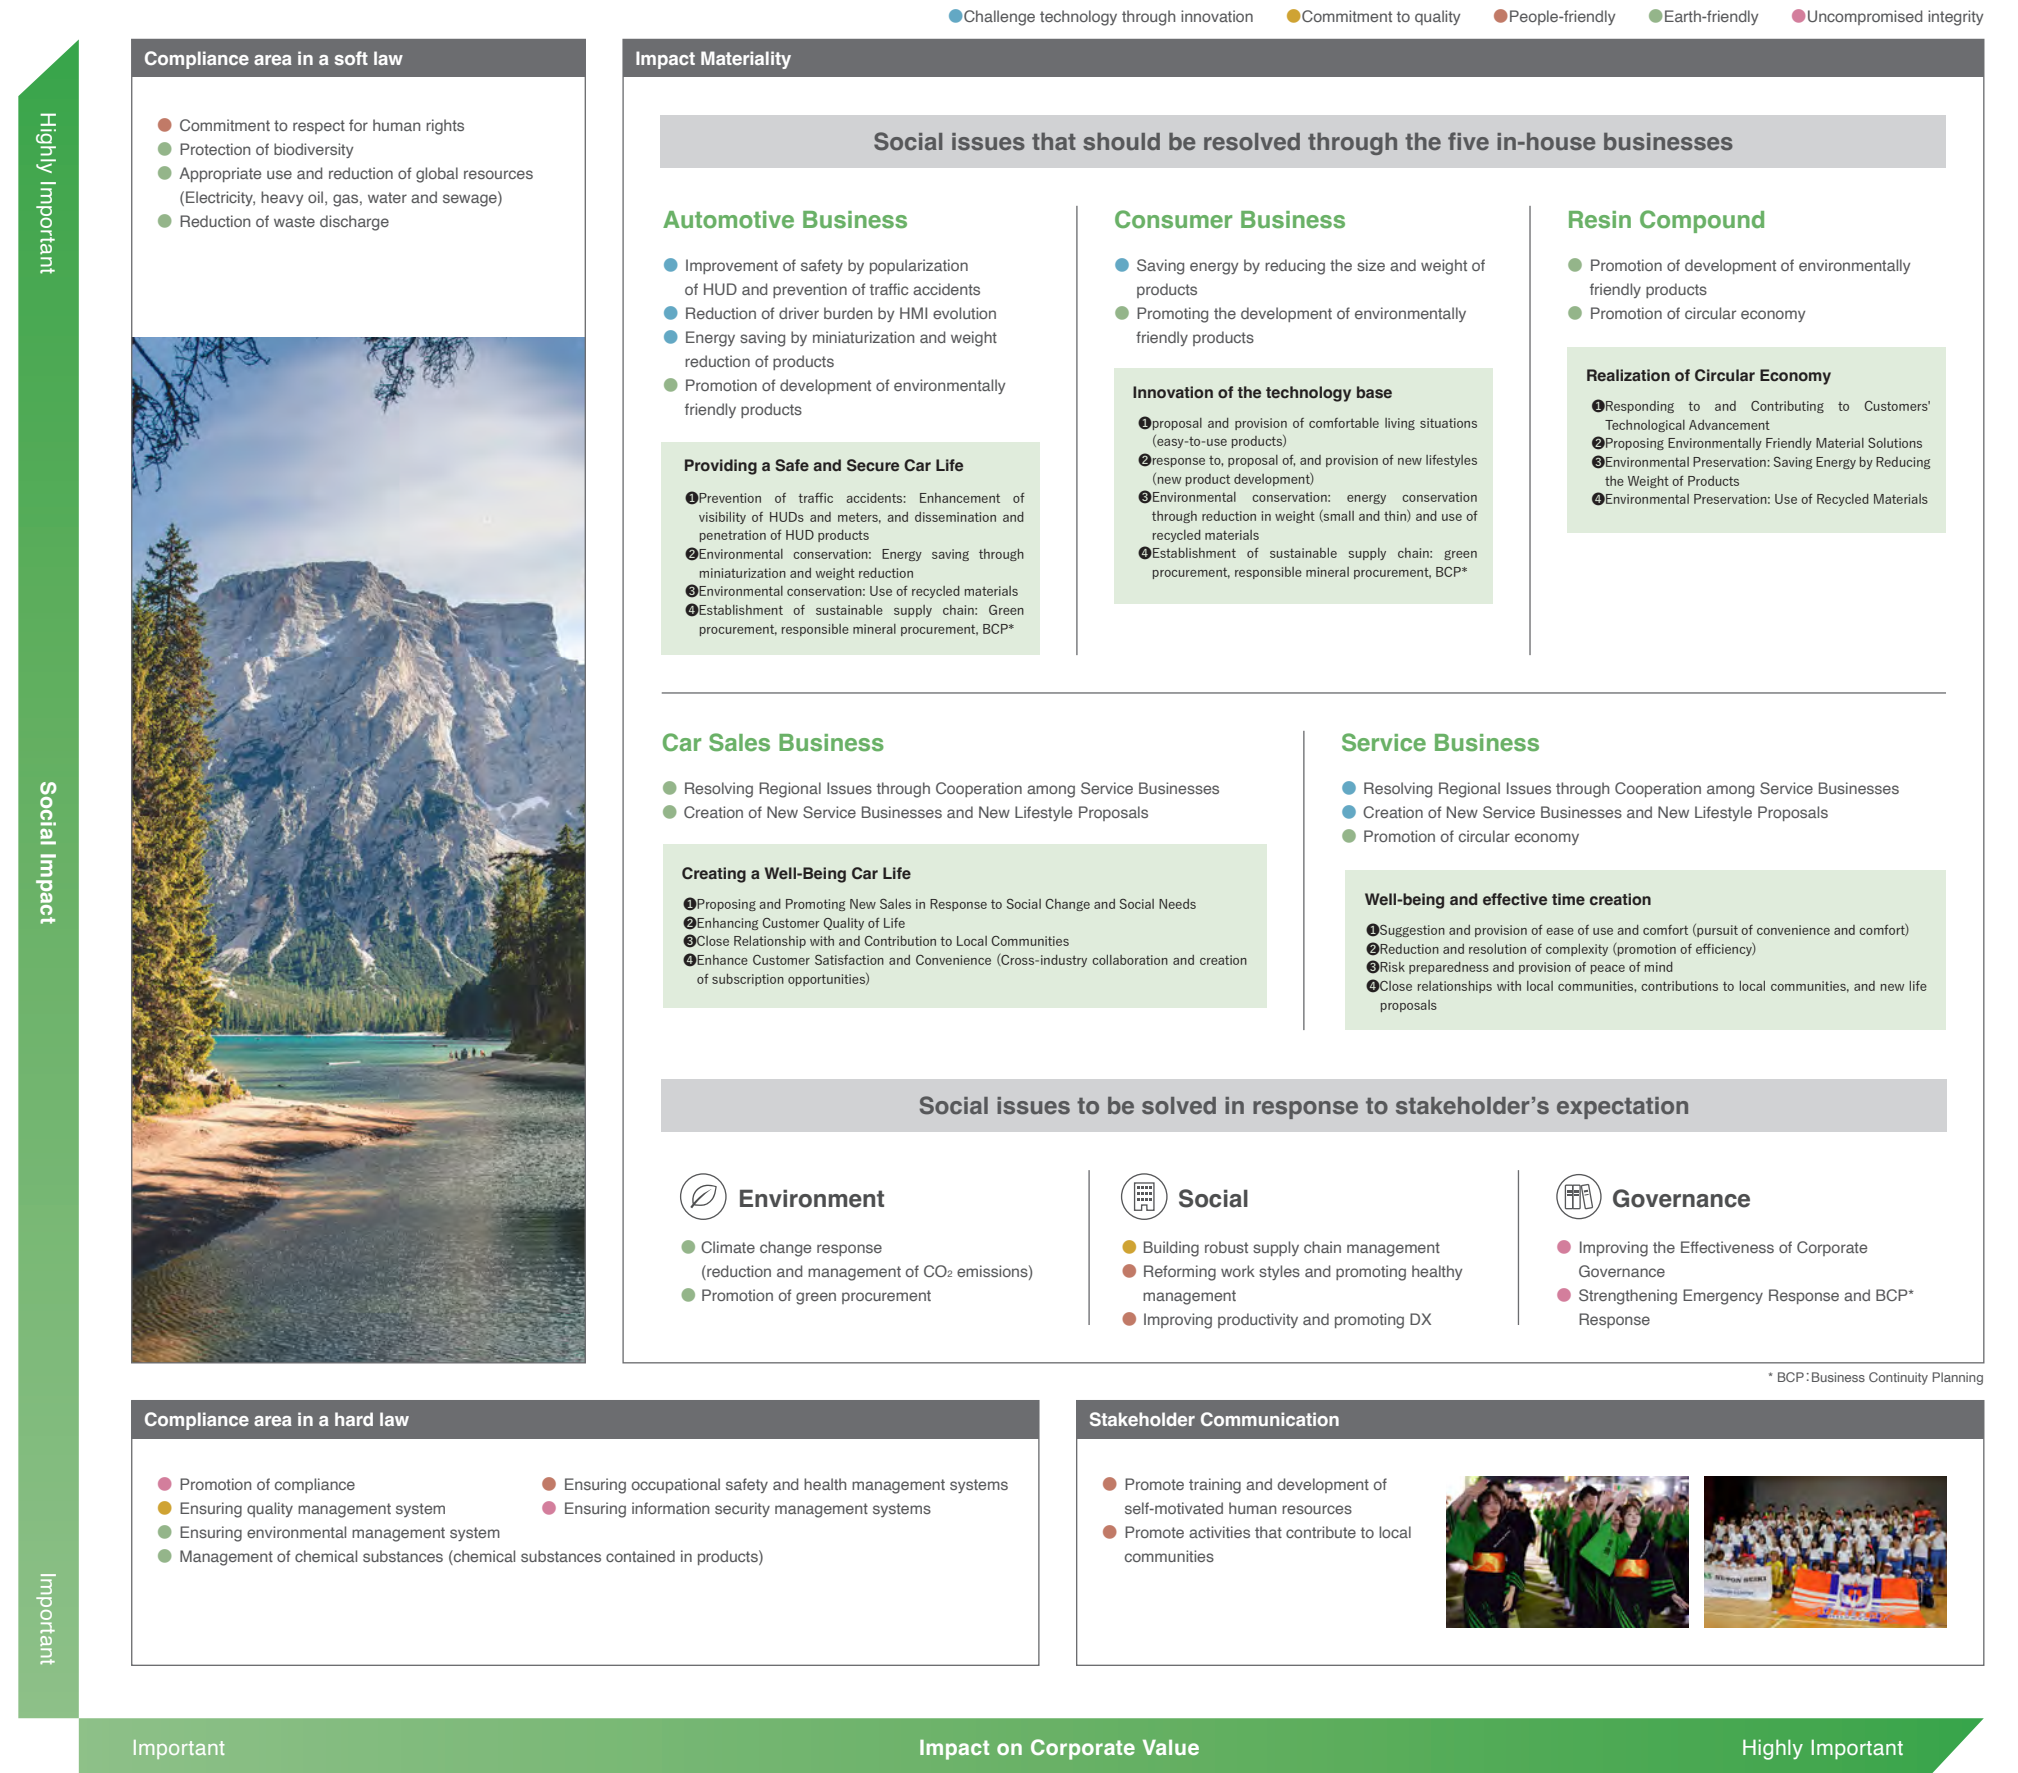 ●Challenge technology through innovation ●Commitment to quality ●People-friendly ●Earth-friendly ●Uncompromised integrity
Highly Important
Social Impact
Important
Compliance area in a soft law
● Commitment to respect for human rights
● Protection of biodiversity
● Appropriate use and reduction of global resources
(Electricity, heavy oil, gas, water and sewage)
● Reduction of waste discharge
Impact Materiality
Social issues that should be resolved through the five in-house businesses
Automotive Business
● Improvement of safety by popularization
of HUD and prevention of traffic accidents
● Reduction of driver burden by HMI evolution
● Energy saving by miniaturization and weight
reduction of products
● Promotion of development of environmentally
friendly products
Providing a Safe and Secure Car Life
❶Prevention of traffic accidents: Enhancement of
visibility of HUDs and meters, and dissemination and
penetration of HUD products
❷Environmental conservation: Energy saving through
miniaturization and weight reduction
❸Environmental conservation: Use of recycled materials
❹Establishment of sustainable supply chain: Green
procurement, responsible mineral procurement, BCP*
Consumer Business
● Saving energy by reducing the size and weight of
products
● Promoting the development of environmentally
friendly products
Innovation of the technology base
❶proposal and provision of comfortable living situations
(easy-to-use products)
❷response to, proposal of, and provision of new lifestyles
(new product development)
❸Environmental conservation: energy conservation
through reduction in weight (small and thin) and use of
recycled materials
❹Establishment of sustainable supply chain: green
procurement, responsible mineral procurement, BCP*
Resin Compound
● Promotion of development of environmentally
friendly products
● Promotion of circular economy
Realization of Circular Economy
❶Responding to and Contributing to Customers'
Technological Advancement
❷Proposing Environmentally Friendly Material Solutions
❸Environmental Preservation: Saving Energy by Reducing
the Weight of Products
❹Environmental Preservation: Use of Recycled Materials
Car Sales Business
● Resolving Regional Issues through Cooperation among Service Businesses
● Creation of New Service Businesses and New Lifestyle Proposals
Creating a Well-Being Car Life
❶Proposing and Promoting New Sales in Response to Social Change and Social Needs
❷Enhancing Customer Quality of Life
❸Close Relationship with and Contribution to Local Communities
❹Enhance Customer Satisfaction and Convenience (Cross-industry collaboration and creation
of subscription opportunities)
Service Business
● Resolving Regional Issues through Cooperation among Service Businesses
● Creation of New Service Businesses and New Lifestyle Proposals
● Promotion of circular economy
Well-being and effective time creation
❶Suggestion and provision of ease of use and comfort (pursuit of convenience and comfort)
❷Reduction and resolution of complexity (promotion of efficiency)
❸Risk preparedness and provision of peace of mind
❹Close relationships with local communities, contributions to local communities, and new life
proposals
Social issues to be solved in response to stakeholder's expectation
Environment
● Climate change response
(reduction and management of CO₂ emissions)
● Promotion of green procurement
Social
● Building robust supply chain management
● Reforming work styles and promoting healthy
management
● Improving productivity and promoting DX
Governance
● Improving the Effectiveness of Corporate
Governance
● Strengthening Emergency Response and BCP*
Response
* BCP:Business Continuity Planning
Compliance area in a hard law
● Promotion of compliance
● Ensuring quality management system
● Ensuring environmental management system
● Management of chemical substances (chemical substances contained in products)
● Ensuring occupational safety and health management systems
● Ensuring information security management systems
Stakeholder Communication
● Promote training and development of
self-motivated human resources
● Promote activities that contribute to local
communities
Important
Impact on Corporate Value
Highly Important